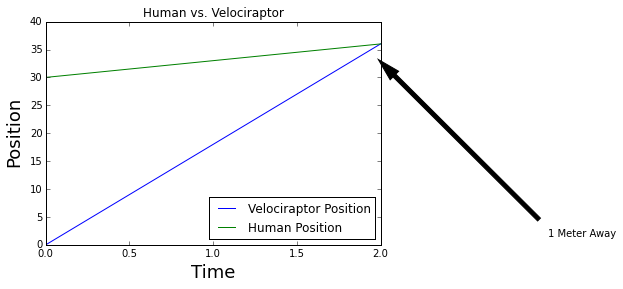 Human vs. Velociraptor
40
35
30
25
20
15
10
5
0
Position
Velociraptor Position
Human Position
0.0
0.5
1.0
1.5
2.0
Time
1 Meter Away